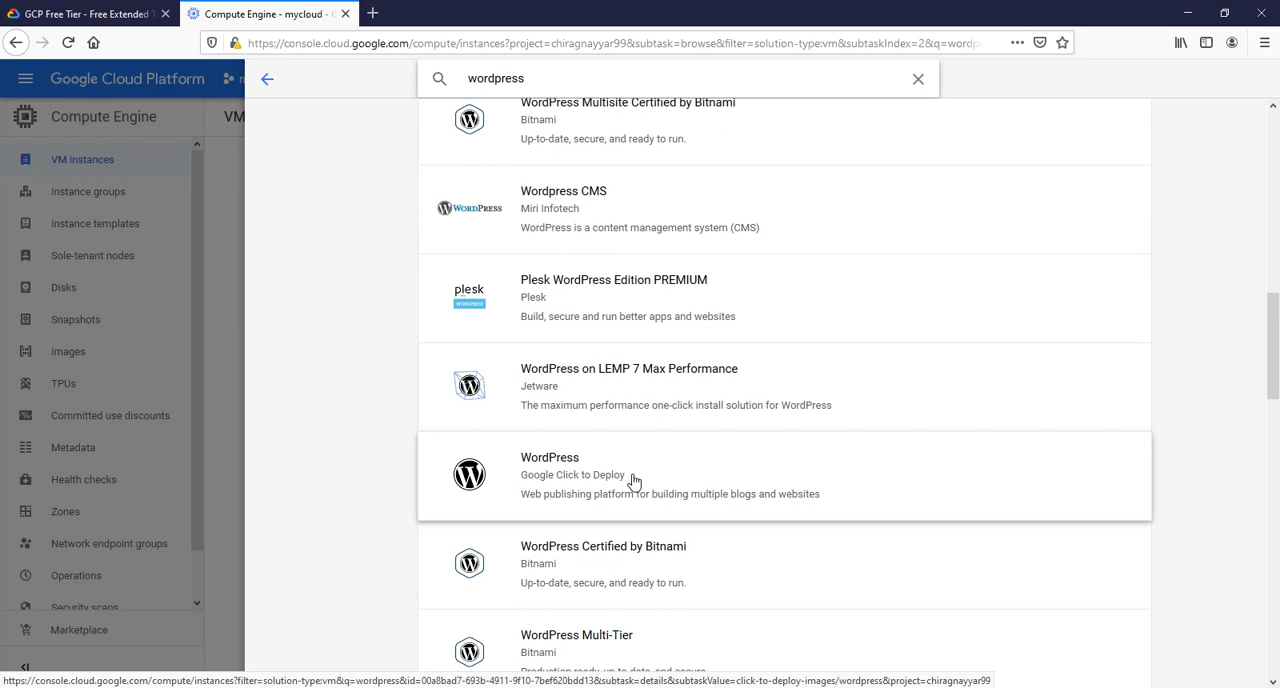 GCP Free Tier - Free Extended T
Compute Engine - mycloud - G
https://console.cloud.google.com/compute/instances?project=chiragnayyar99&subtask=browse&filter=solution-type:vm&subtaskIndex=2&q=wordp
Google Cloud Platform
wordpress
Compute Engine
VM
VM instances
Instance groups
Instance templates
Sole-tenant nodes
Disks
Snapshots
Images
TPUs
Committed use discounts
Metadata
Health checks
Zones
Network endpoint groups
Operations
Security scans
Marketplace
WordPress Multisite Certified by Bitnami
Bitnami
Up-to-date, secure, and ready to run.
WORDPRESS
Wordpress CMS
Miri Infotech
WordPress is a content management system (CMS)
plesk
WORDPRESS
Plesk WordPress Edition PREMIUM
Plesk
Build, secure and run better apps and websites
WordPress on LEMP 7 Max Performance
Jetware
The maximum performance one-click install solution for WordPress
WordPress
Google Click to Deploy
Web publishing platform for building multiple blogs and websites
WordPress Certified by Bitnami
Bitnami
Up-to-date, secure, and ready to run.
WordPress Multi-Tier
Bitnami
Production ready, up-to-date, and secure
https://console.cloud.google.com/compute/instances?filter=solution-type:vm&q=wordpress&id=00a8bad7-693b-4911-9f10-7bef620bdd13&subtask=details&subtaskValue=click-to-deploy-images/wordpress&project=chiragnayyar99